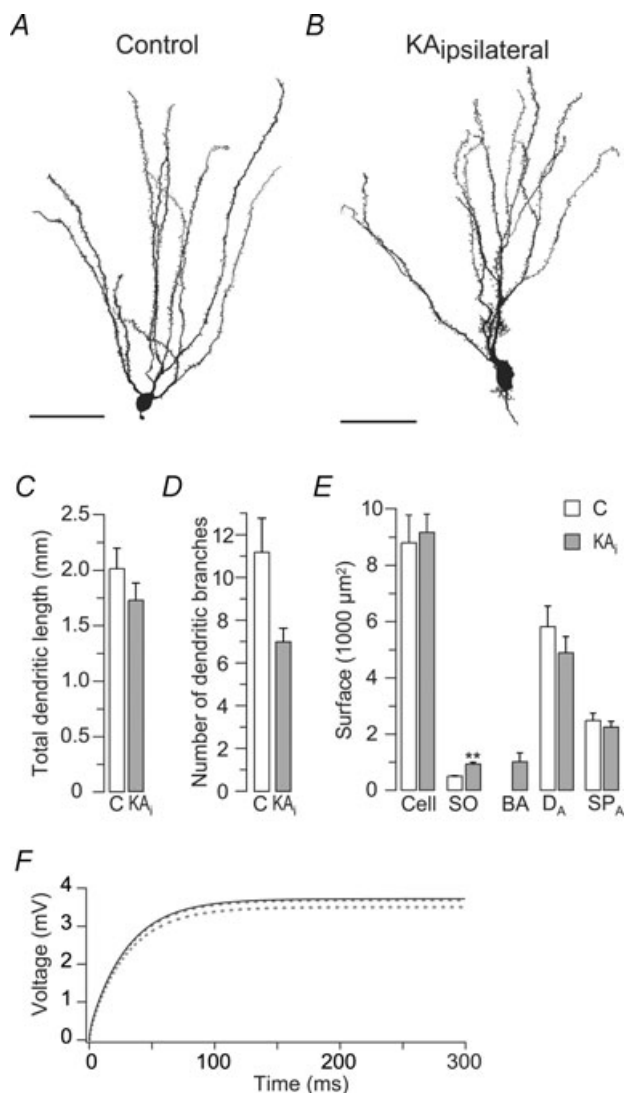 A
Control
B
KAipsilateral
C
Total dendritic length (mm)
2.5
2.0
1.5
1.0
0.5
0
C KAi
D
Number of dendritic branches
12
10
8
6
4
2
0
C KAi
E
Surface (1000 µm²)
10
8
6
4
2
0
C
KAi
**
Cell SO BA DA SPA
F
Voltage (mV)
4
3
2
1
0
0 100 200 300
Time (ms)